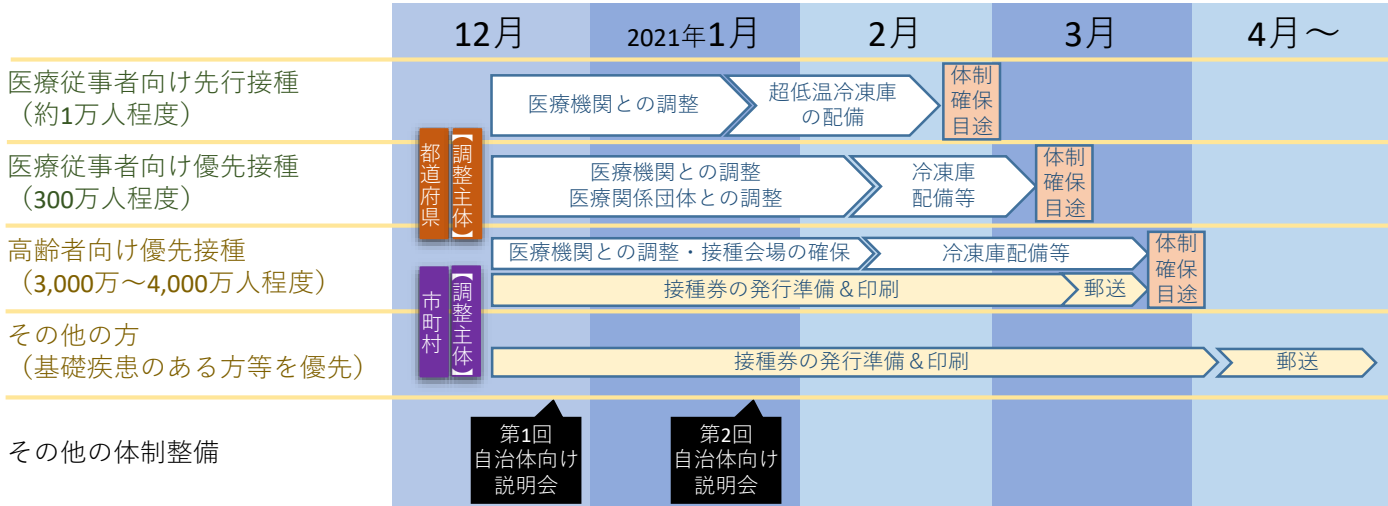 12月
2021年1月
2月
3月
4月～
医療従事者向け先行接種
（約1万人程度）
医療機関との調整
超低温冷凍庫
の配備
体制
確保
目途
都道府県
【調整主体】
医療従事者向け優先接種
（300万人程度）
医療機関との調整
医療関係団体との調整
冷凍庫
配備等
体制
確保
目途
高齢者向け優先接種
（3,000万～4,000万人程度）
医療機関との調整・接種会場の確保
冷凍庫配備等
接種券の発行準備＆印刷
郵送
体制
確保
目途
市町村
【調整主体】
その他の方
（基礎疾患のある方等を優先）
接種券の発行準備＆印刷
郵送
その他の体制整備
第1回
自治体向け
説明会
第2回
自治体向け
説明会